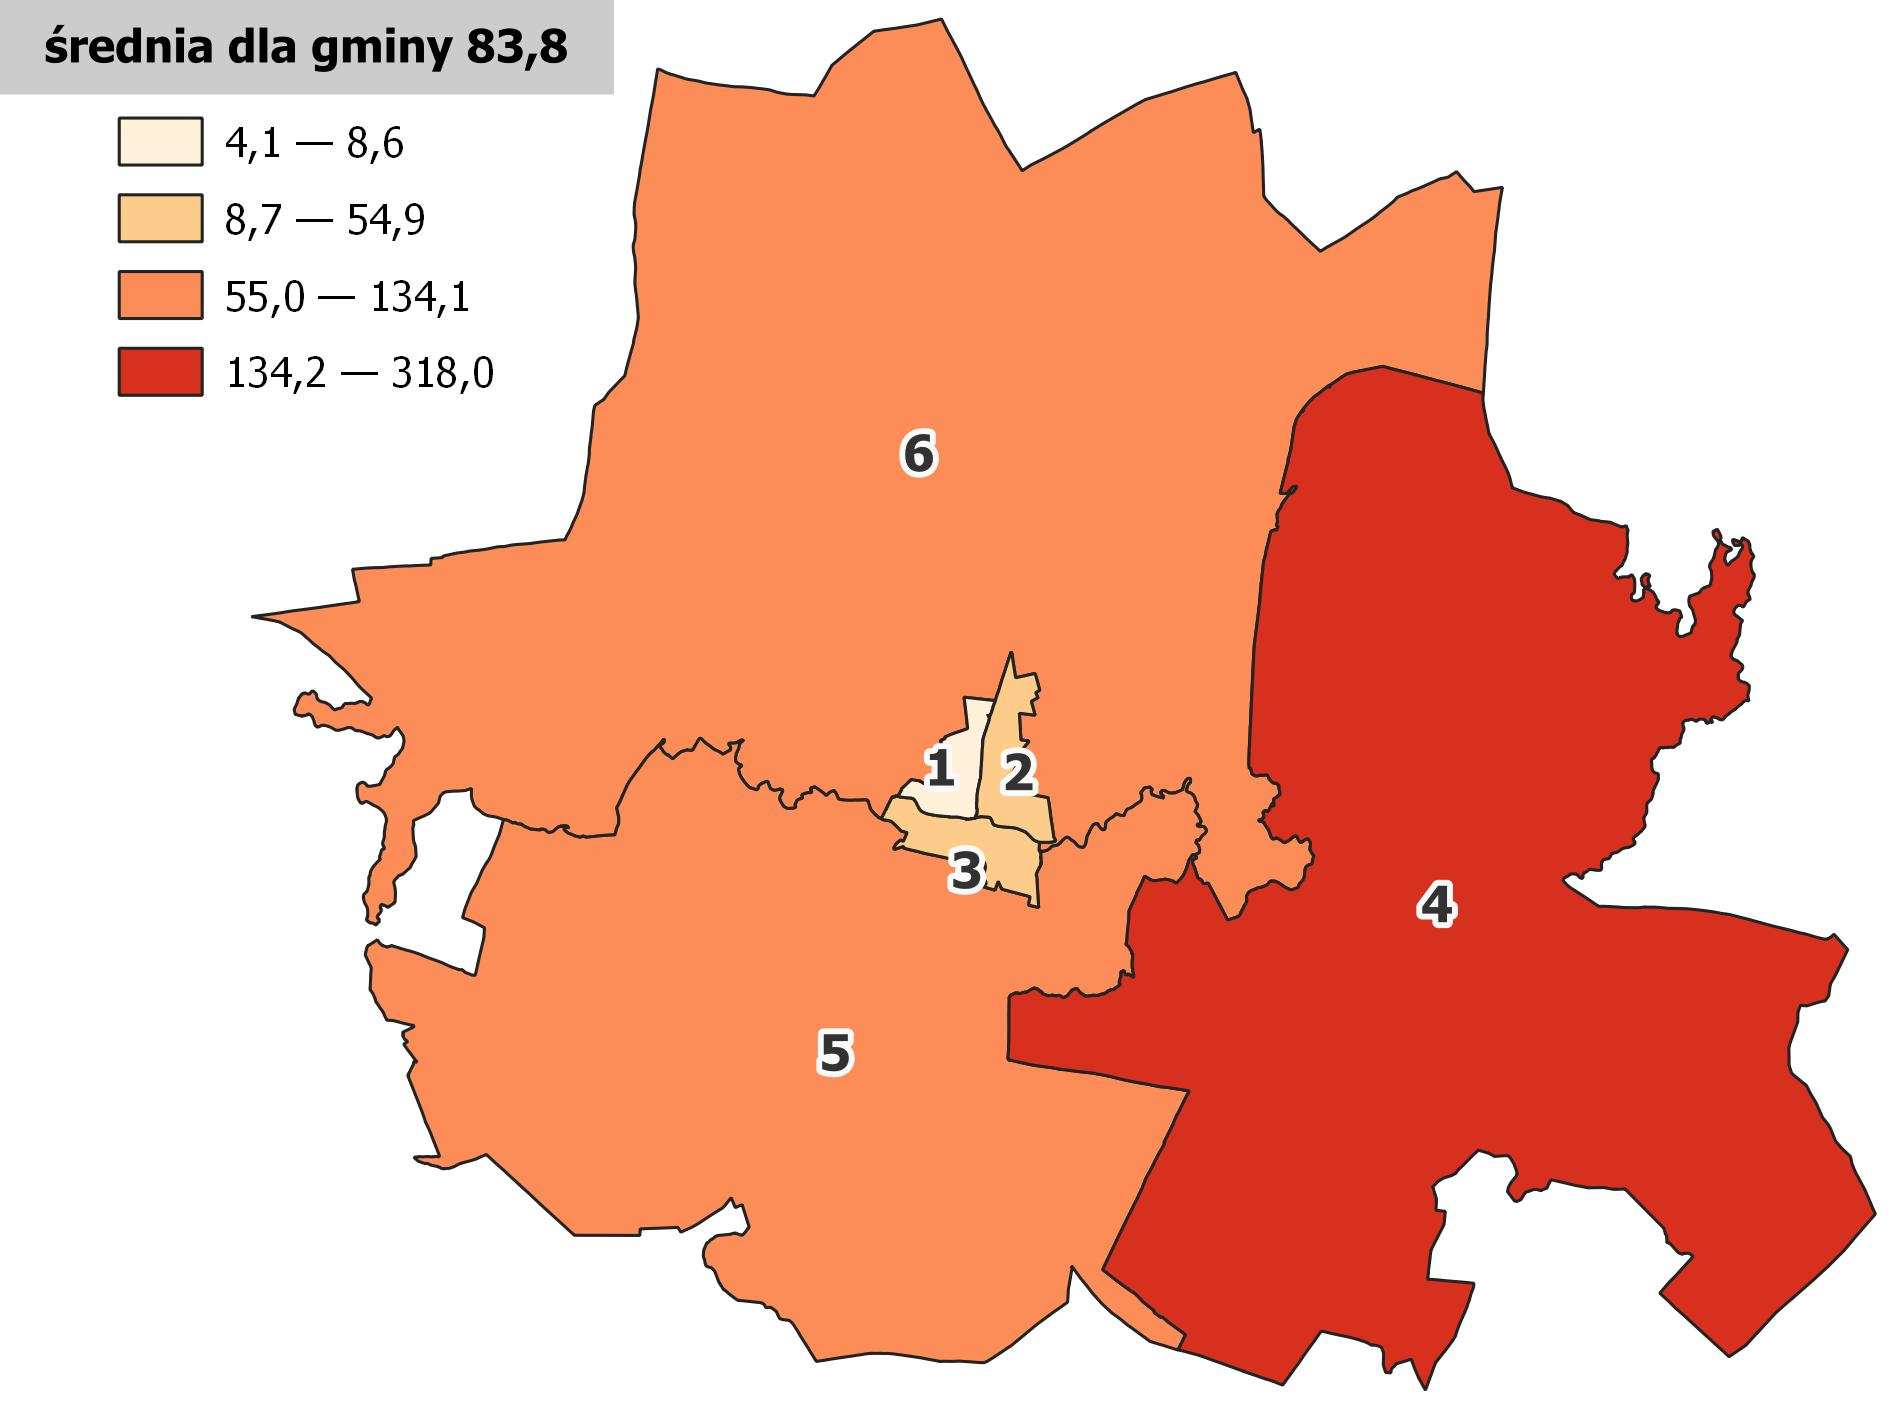 średnia dla gminy 83,8
4,1 — 8,6
8,7 — 54,9
55,0 — 134,1
134,2 — 318,0
6
1
2
3
4
5